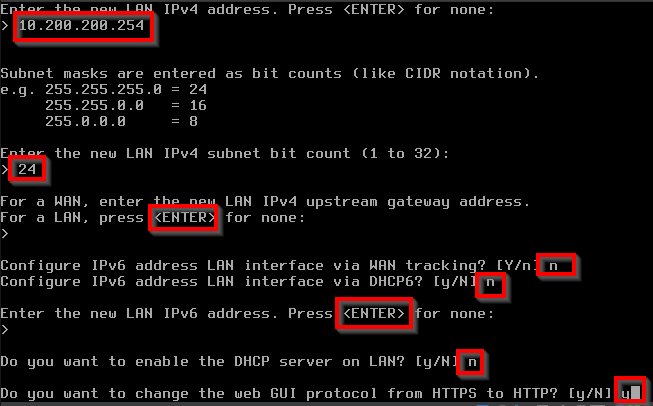 Enter the new LAN IPv4 address. Press <ENTER> for none:
> 10.200.200.254
Subnet masks are entered as bit counts (like CIDR notation).
e.g. 255.255.255.0 = 24
255.255.0.0 = 16
255.0.0.0 = 8
Enter the new LAN IPv4 subnet bit count (1 to 32):
> 24
For a WAN, enter the new LAN IPv4 upstream gateway address.
For a LAN, press <ENTER> for none:
>
Configure IPv6 address LAN interface via WAN tracking? [Y/n] n
Configure IPv6 address LAN interface via DHCP6? [y/N] n
Enter the new LAN IPv6 address. Press <ENTER> for none:
>
Do you want to enable the DHCP server on LAN? [y/N] n
Do you want to change the web GUI protocol from HTTPS to HTTP? [y/N] y